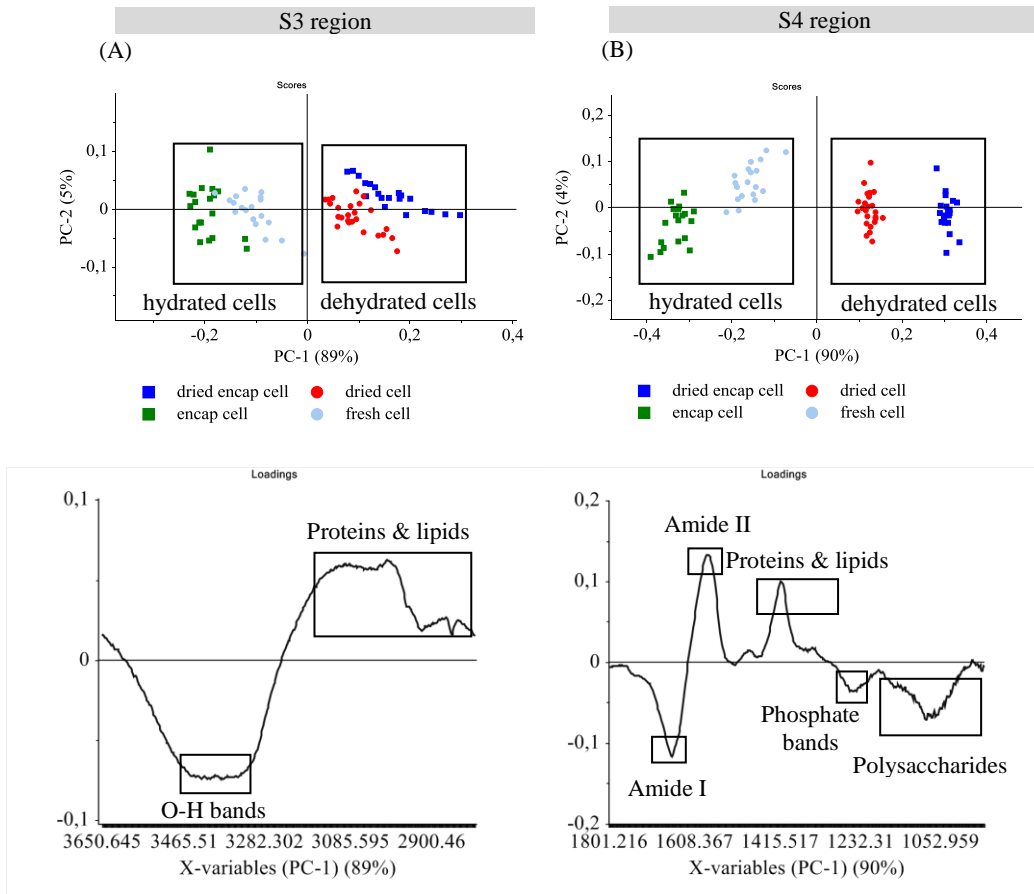 S3 region
S4 region
(A)
(B)
Scores
0,1
0
-0,1
PC-2 (5%)
hydrated cells
dehydrated cells
-0,2
0
0,2
0,4
PC-1 (89%)
dried encap cell
dried cell
encap cell
fresh cell
Scores
0,2
0,1
0
-0,1
-0,2
PC-2 (4%)
hydrated cells
dehydrated cells
-0,4
-0,2
0
0,2
0,4
PC-1 (90%)
dried encap cell
dried cell
encap cell
fresh cell
Loadings
0,1
0
-0,1
Proteins & lipids
O-H bands
3650.645
3465.51
3282.302
3085.595
2900.46
X-variables (PC-1) (89%)
Loadings
0,2
0,1
0
-0,1
-0,2
Amide II
Proteins & lipids
Phosphate
bands
Polysaccharides
Amide I
1801.216
1608.367
1415.517
1232.31
1052.959
X-variables (PC-1) (90%)